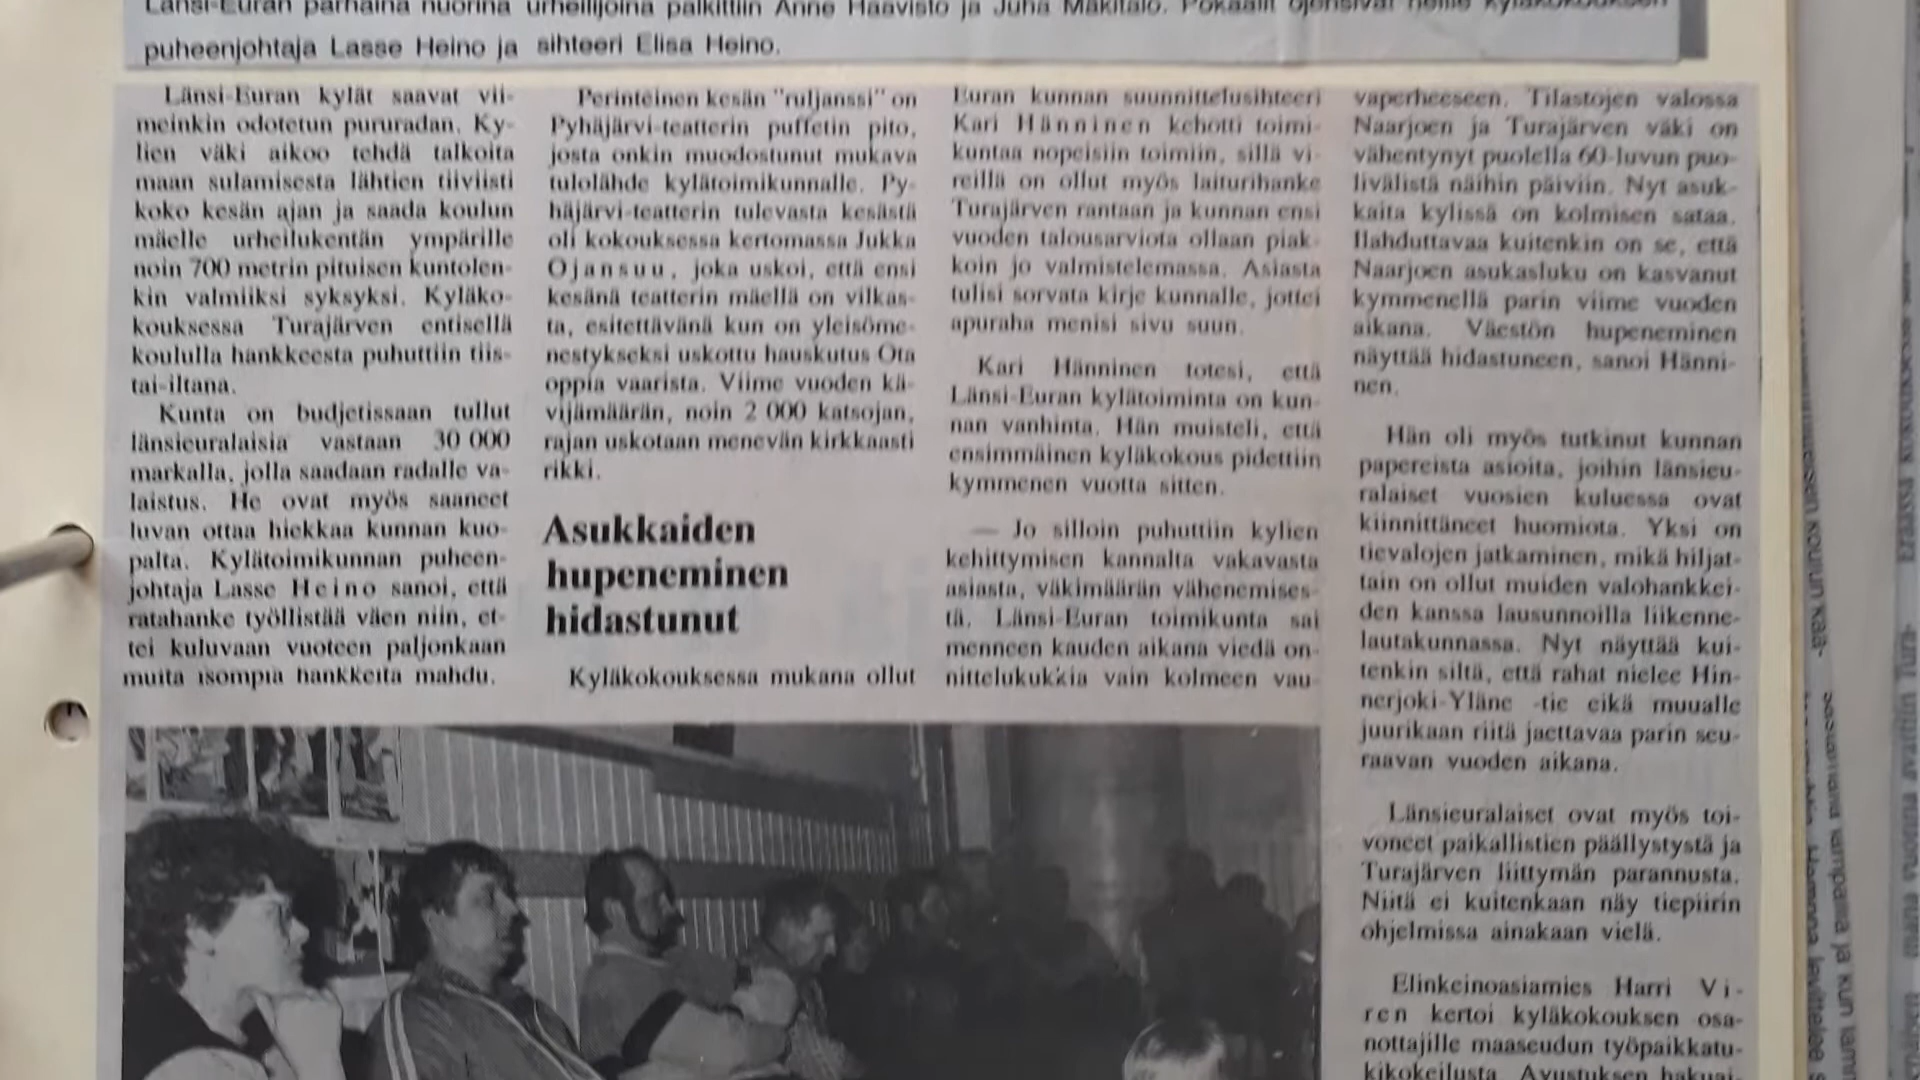 Länsi-Euran parhaina nuorina urheilijoina palkittiin Anne Haavisto ja Juha Mäkitalo. Pokaalit ojensivat heille kyläkokouksen
puheenjohtaja Lasse Heino ja sihteeri Elisa Heino.
Länsi-Euran kylät saavat vii-
meinkin odotetun pururadan. Ky-
lien väki aikoo tehdä talkoita
maan sulamisesta lähtien tiiviisti
koko kesän ajan ja saada koulun
mäelle urheilukentän ympärille
noin 700 metrin pituisen kuntolen-
kin valmiiksi syksyksi. Kyläko-
kouksessa Turajärven entisellä
koululla hankkeesta puhuttiin tiis-
tai-iltana.
Kunta on budjetissaan tullut
länsieuralaisia vastaan 30 000
markalla, jolla saadaan radalle va-
laistus. He ovat myös saaneet
luvan ottaa hiekkaa kunnan kuo-
palta. Kylätoimikunnan puheen-
johtaja Lasse Heino sanoi, että
ratahanke työllistää väen niin, et-
tei kuluvaan vuoteen paljonkaan
muita isompia hankkeita mahdu.
Perinteinen kesän "ruljanssi" on
Pyhäjärvi-teatterin puffetin pito,
josta onkin muodostunut mukava
tulolähde kylätoimikunnalle. Py-
häjärvi-teatterin tulevasta kesästä
oli kokouksessa kertomassa Jukka
Ojansuu, joka uskoi, että ensi
kesänä teatterin mäellä on vilkas-
ta, esitettävänä kun on yleisöme-
nestykseksi uskottu hauskutus Ota
oppia vaarista. Viime vuoden kä-
vijämäärän, noin 2 000 katsojan,
rajan uskotaan menevän kirkkaasti
rikki.
Asukkaiden
hupeneminen
hidastunut
Kyläkokouksessa mukana ollut
Euran kunnan suunnittelusihteeri
Kari Hänninen kehotti toimi-
kuntaa nopeisiin toimiin, sillä vi-
reillä on ollut myös laiturihanke
Turajärven rantaan ja kunnan ensi
vuoden talousarviota ollaan piak-
koin jo valmistelemassa. Asiasta
tulisi sorvata kirje kunnalle, jottei
apuraha menisi sivu suun.
Kari Hänninen totesi, että
Länsi-Euran kylätoiminta on kun-
nan vanhinta. Hän muisteli, että
ensimmäinen kyläkokous pidettiin
kymmenen vuotta sitten.
— Jo silloin puhuttiin kylien
kehittymisen kannalta vakavasta
asiasta, väkimäärän vähenemises-
tä. Länsi-Euran toimikunta sai
menneen kauden aikana viedä on-
nittelukukkia vain kolmeen vau-
vaperheeseen. Tilastojen valossa
Naarjoen ja Turajärven väki on
vähentynyt puolella 60-luvun puo-
livälistä näihin päiviin. Nyt asuk-
kaita kylissä on kolmisen sataa.
Ilahduttavaa kuitenkin on se, että
Naarjoen asukasluku on kasvanut
kymmenellä parin viime vuoden
aikana. Väestön hupeneminen
näyttää hidastuneen, sanoi Hänni-
nen.
Hän oli myös tutkinut kunnan
papereista asioita, joihin länsieu-
ralaiset vuosien kuluessa ovat
kiinnittäneet huomiota. Yksi on
tievalojen jatkaminen, mikä hiljat-
tain on ollut muiden valohankkei-
den kanssa lausunnoilla liikenne-
lautakunnassa. Nyt näyttää kui-
tenkin siltä, että rahat nielee Hin-
nerjoki-Yläne -tie eikä muualle
juurikaan riitä jaettavaa parin seu-
raavan vuoden aikana.
Länsieuralaiset ovat myös toi-
voneet paikallistien päällystystä ja
Turajärven liittymän parannusta.
Niitä ei kuitenkaan näy tiepiirin
ohjelmissa ainakaan vielä.
Elinkeinoasiamies Harri Vi-
ren kertoi kyläkokouksen osa-
nottajille maaseudun työpaikkatu-
kikokeilusta. Avustuksen hakuai-